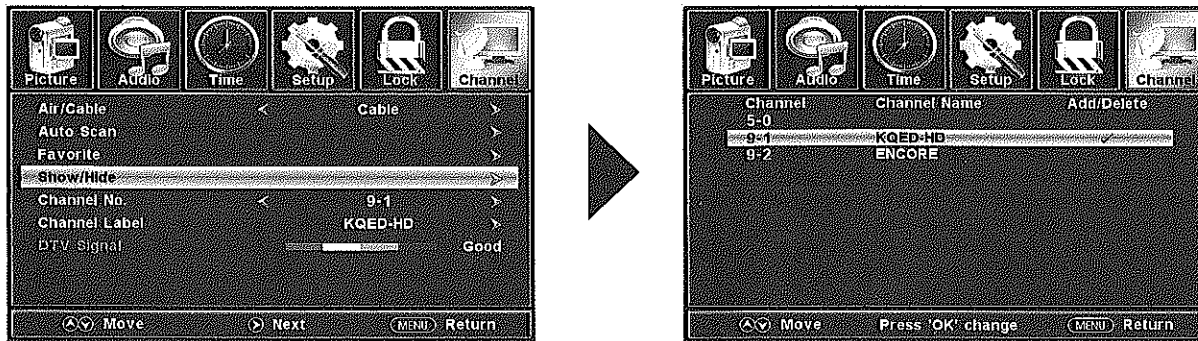 Picture Audio Time Setup Lock Channel
Air/Cable Cable
Auto Scan
Favorite
Show/Hide
Channel No. 9-1
Channel Label KQED-HD
DTV Signal Good
Move Next MENU Return
Picture Audio Time Setup Lock Channel
Channel Channel Name Add/Delete
5-0
9-1 KQED-HD ✓
9-2 ENCORE
Move Press 'OK' change MENU Return